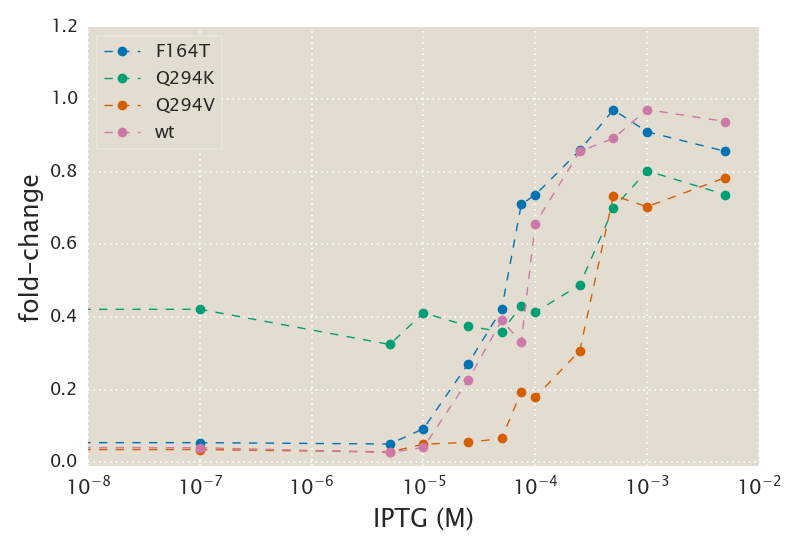 1.2
1.0
0.8
0.6
0.4
0.2
0.0
fold-change
F164T
Q294K
Q294V
wt
10⁻⁸ 10⁻⁷ 10⁻⁶ 10⁻⁵ 10⁻⁴ 10⁻³ 10⁻²
IPTG (M)